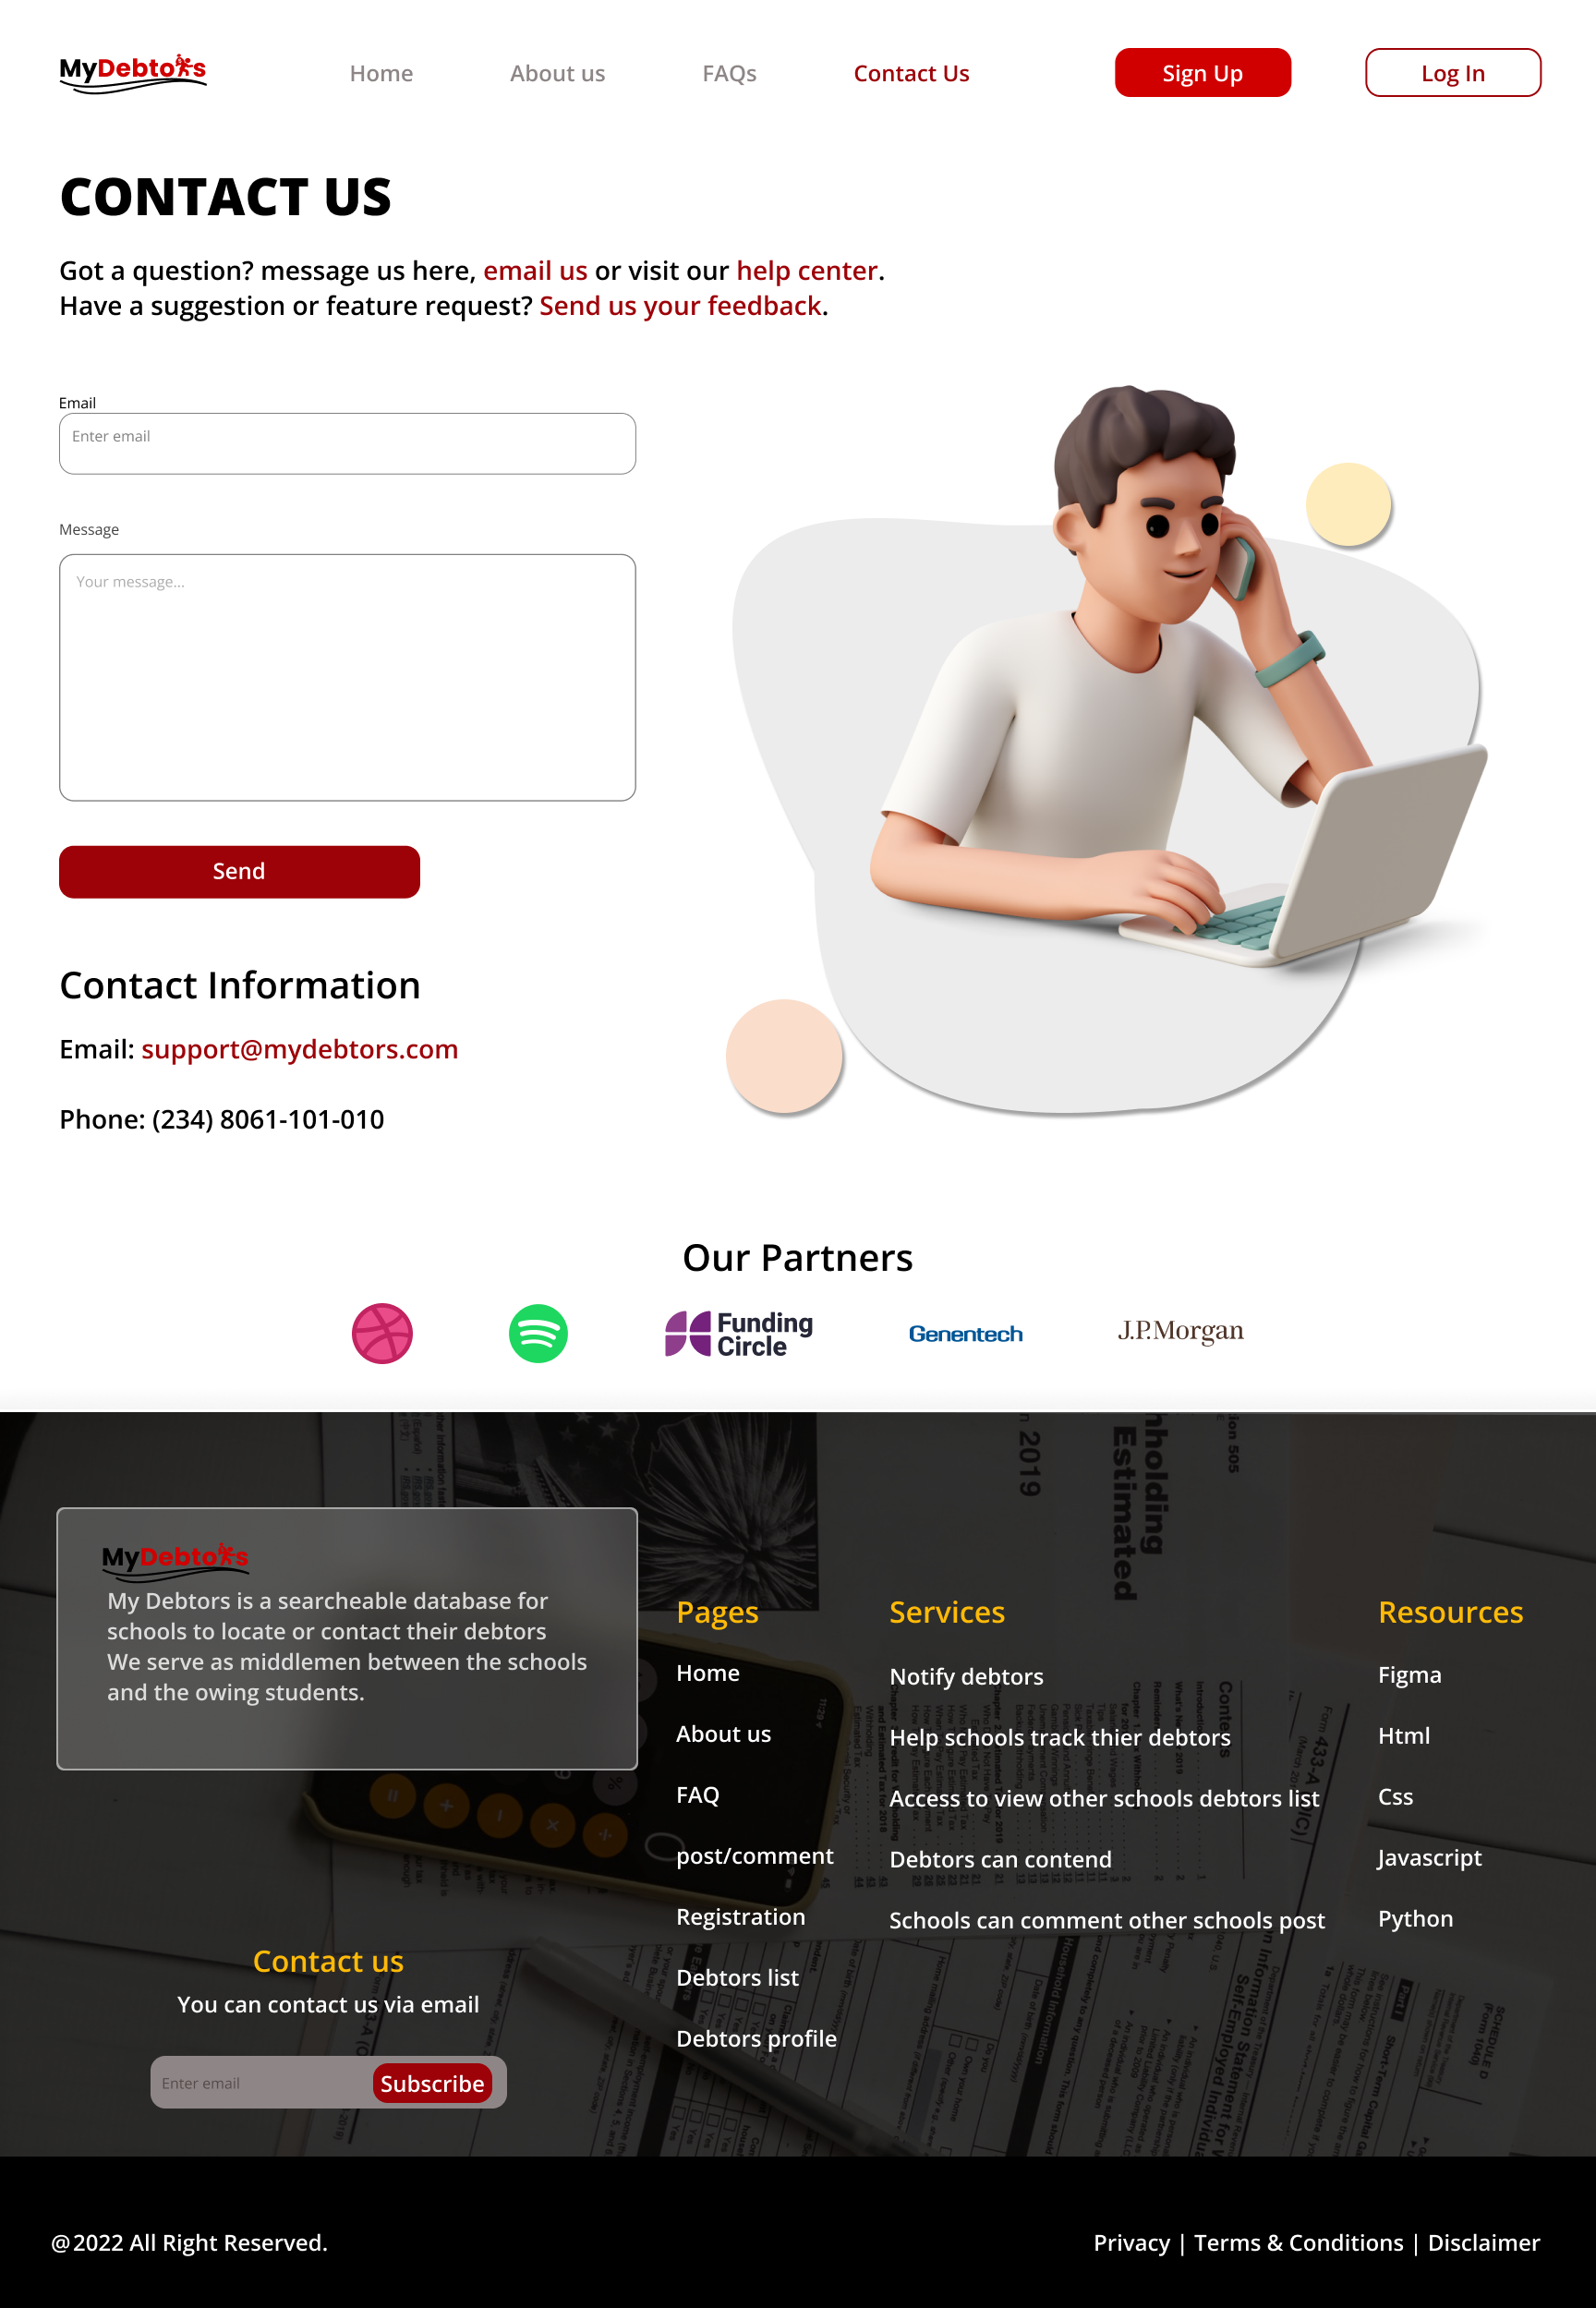 MyDebtors
Home
About us
FAQs
Contact Us
Sign Up
Log In
CONTACT US
Got a question? message us here, email us or visit our help center.
Have a suggestion or feature request? Send us your feedback.
Email
Enter email
Message
Your message...
Send
Contact Information
Email: support@mydebtors.com
Phone: (234) 8061-101-010
Our Partners
Funding
Circle
Genentech
J.P.Morgan
n 2019
hholding
Estimated
ion 505
MyDebtors
My Debtors is a searcheable database for
schools to locate or contact their debtors
We serve as middlemen between the schools
and the owing students.
Pages
Home
About us
FAQ
post/comment
Registration
Debtors list
Debtors profile
Services
Notify debtors
Help schools track thier debtors
Access to view other schools debtors list
Debtors can contend
Schools can comment other schools post
Resources
Figma
Html
Css
Javascript
Python
Contact us
You can contact us via email
Enter email
Subscribe
@2022 All Right Reserved.
Privacy | Terms & Conditions | Disclaimer